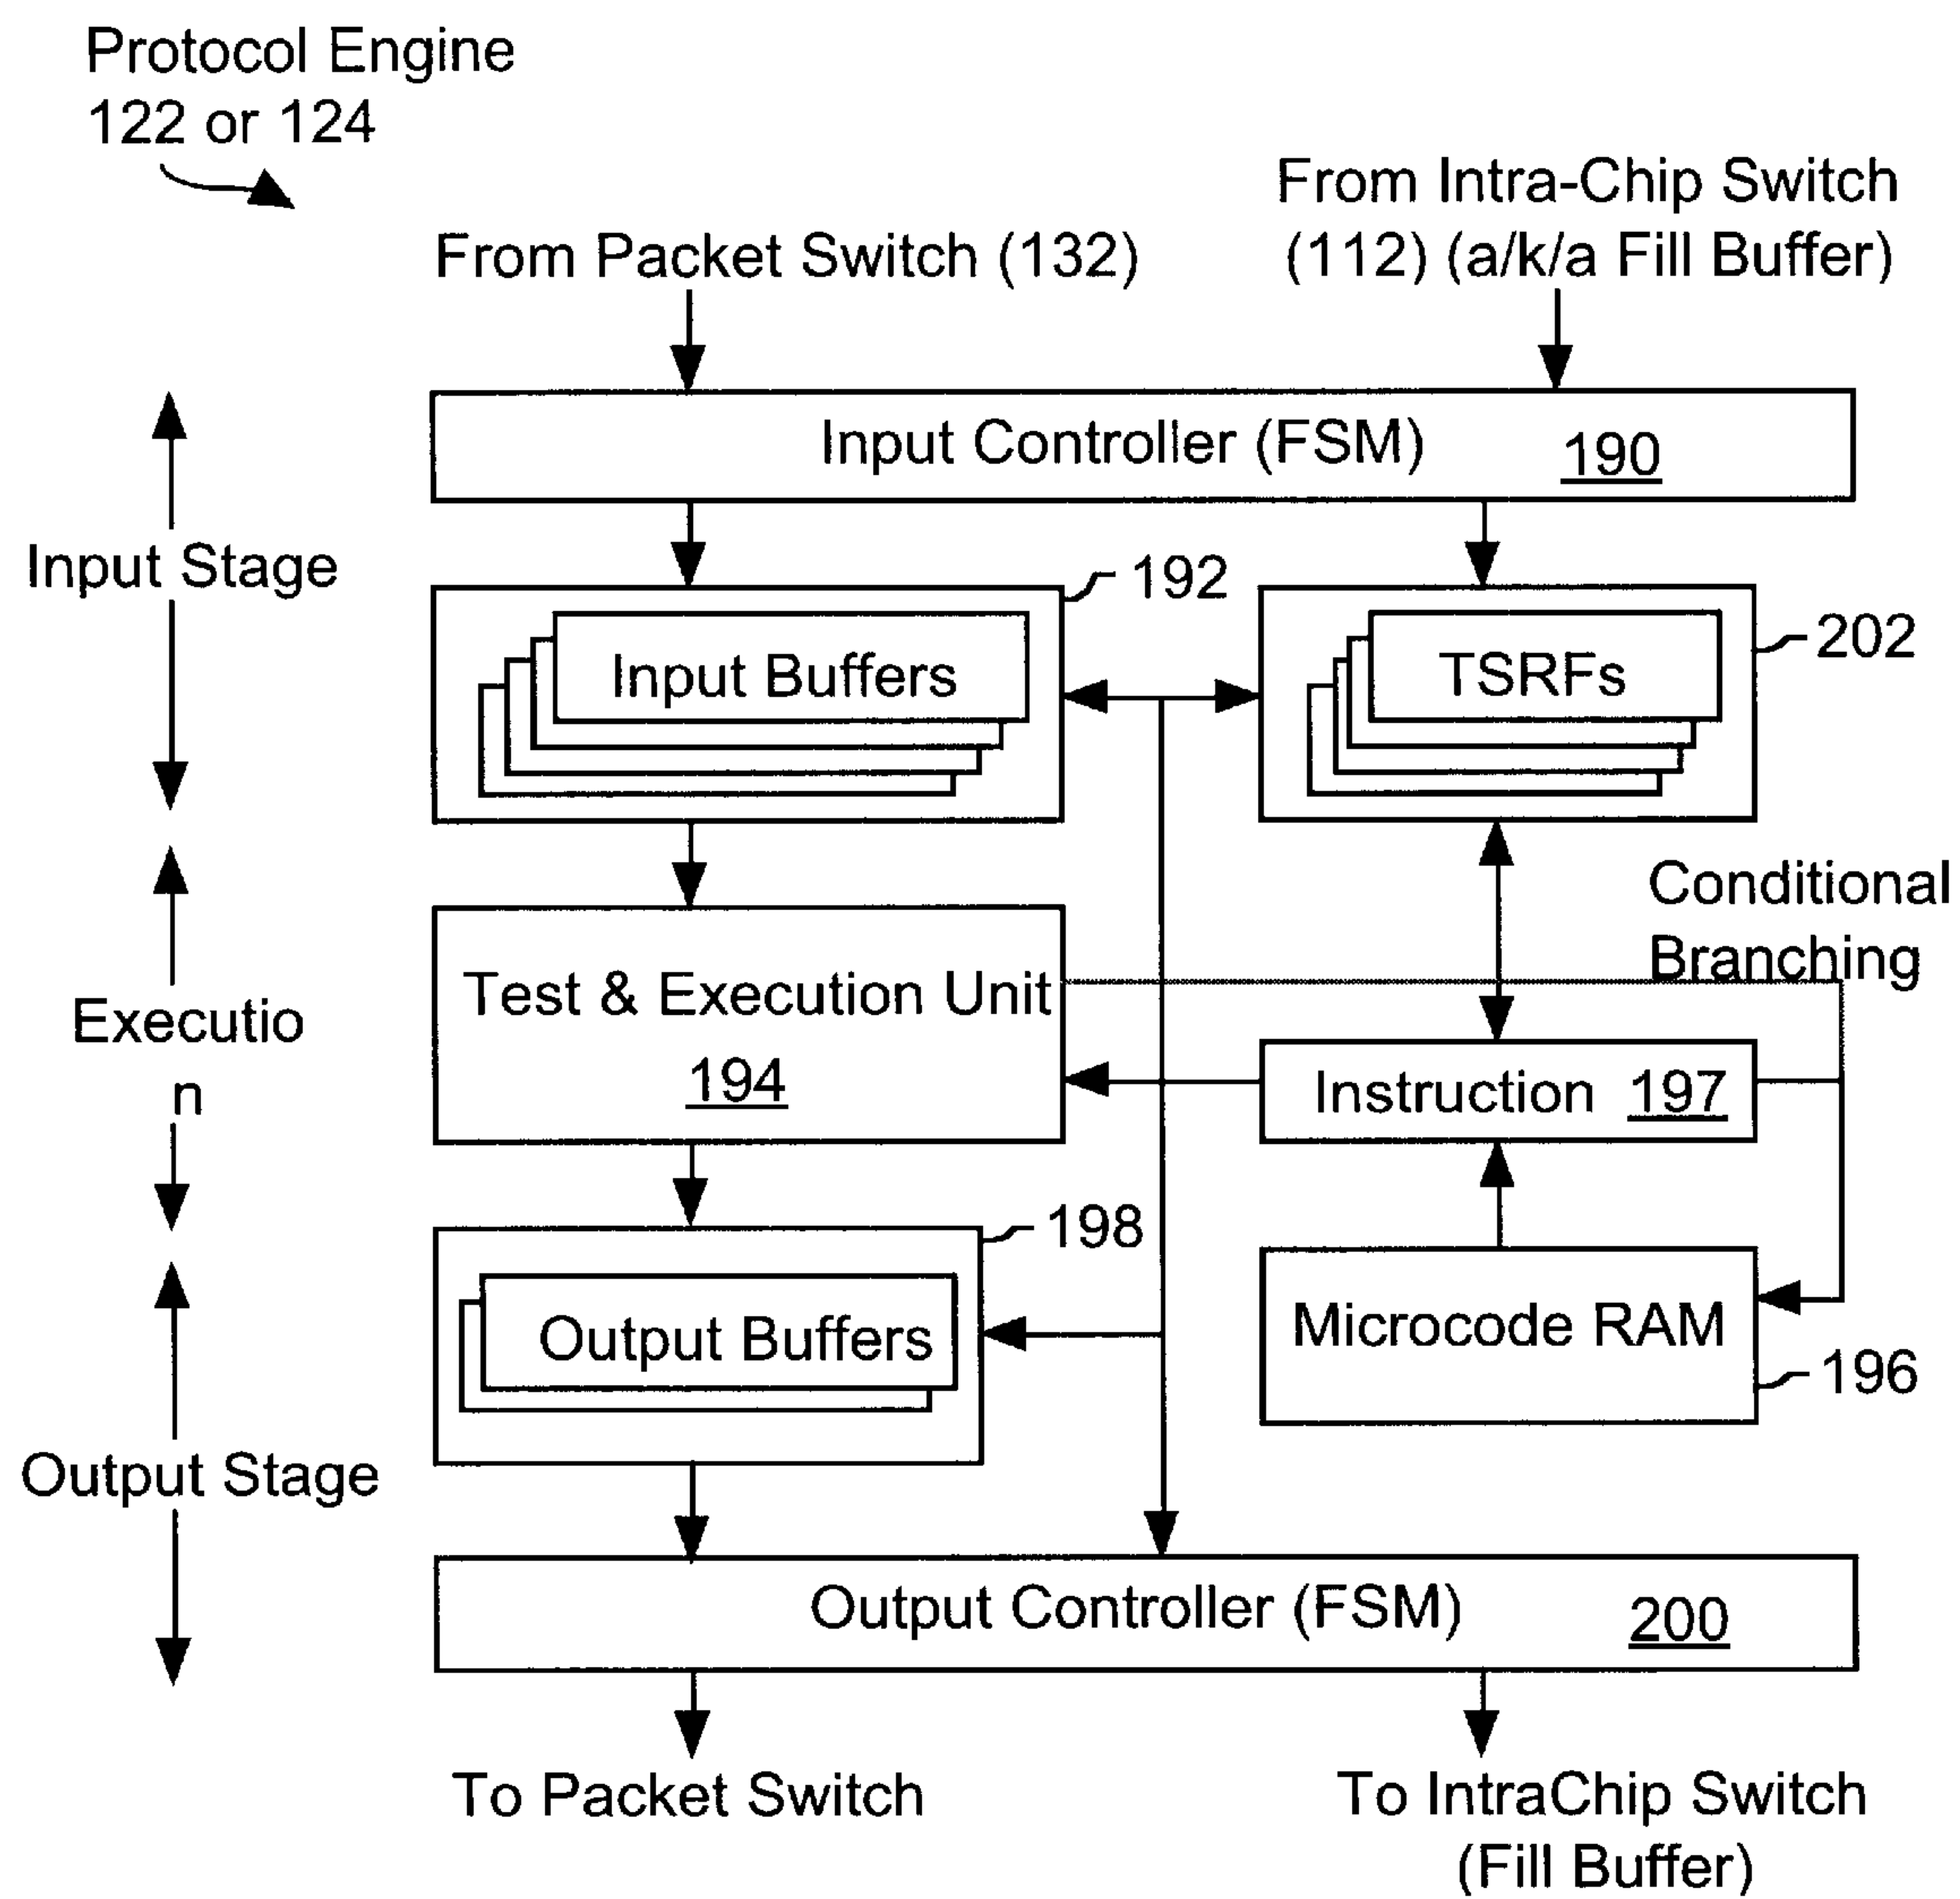 Protocol Engine
122 or 124
From Intra-Chip Switch
(112) (a/k/a Fill Buffer)
From Packet Switch (132)
Input Controller (FSM) 190
Input Stage
192
202
Input Buffers
TSRFs
Conditional
Branching
Executio
n
Test & Execution Unit
194
Instruction 197
198
Output Buffers
Microcode RAM
196
Output Stage
Output Controller (FSM) 200
To Packet Switch
To IntraChip Switch
(Fill Buffer)